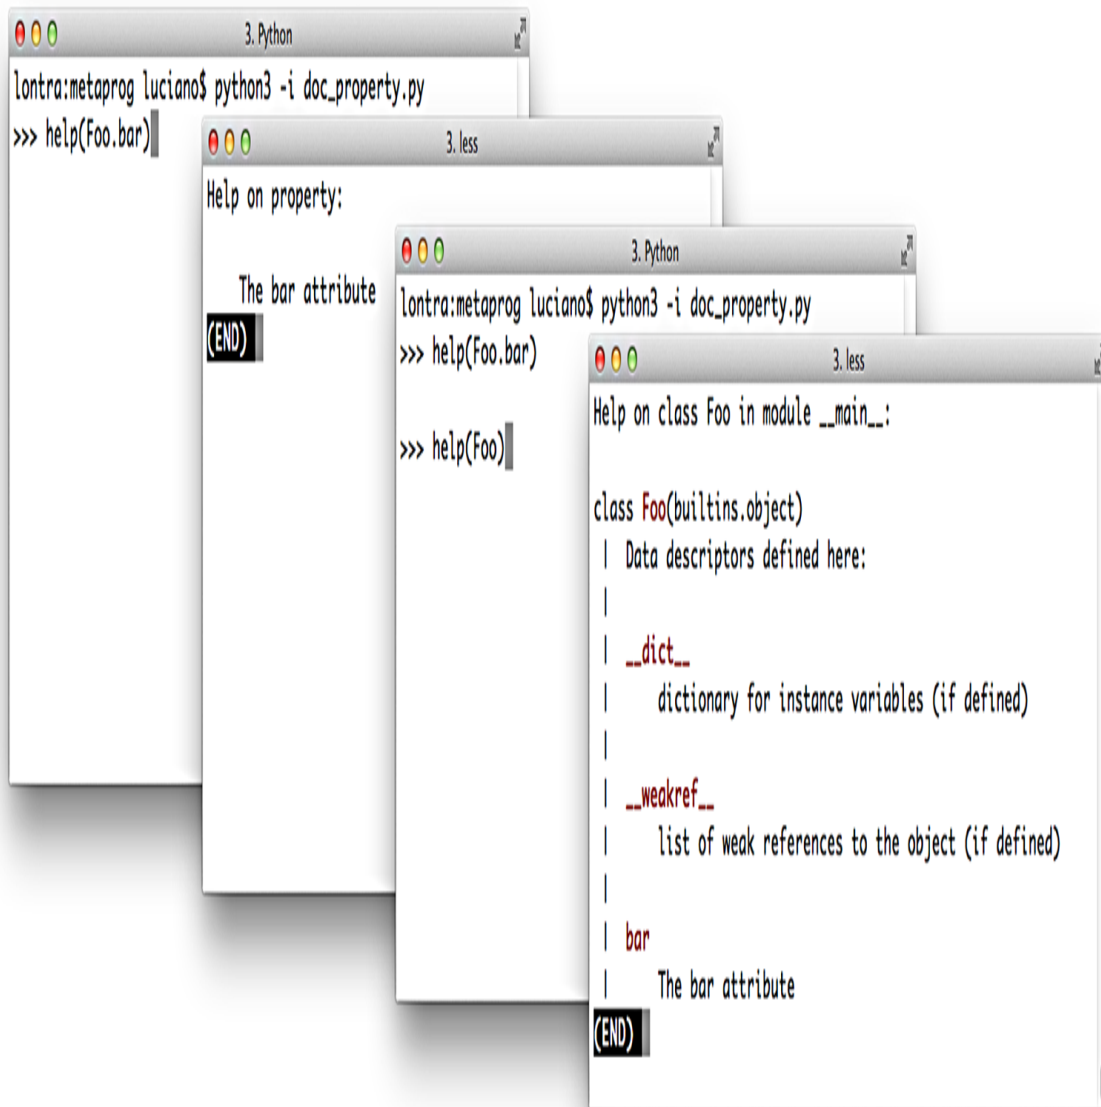 3. Python
lontra:metaprog luciano$ python3 -i doc_property.py
>>> help(Foo.bar)
3. less
Help on property:
The bar attribute
(END)
3. Python
lontra:metaprog luciano$ python3 -i doc_property.py
>>> help(Foo.bar)
>>> help(Foo)
3. less
Help on class Foo in module __main__:
class Foo(builtins.object)
 |  Data descriptors defined here:
 |
 |  __dict__
 |      dictionary for instance variables (if defined)
 |
 |  __weakref__
 |      list of weak references to the object (if defined)
 |
 |  bar
 |      The bar attribute
(END)